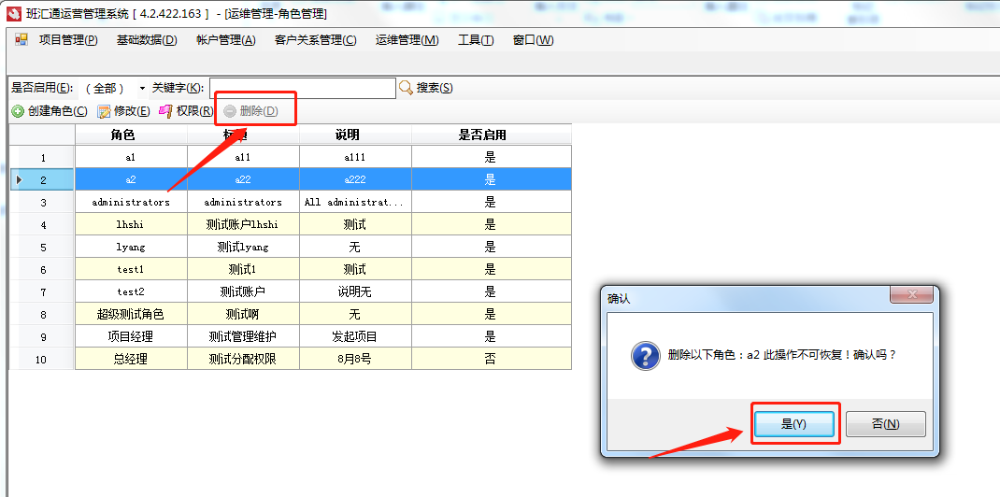 班汇通运营管理系统 [ 4.2.422.163 ] - [运维管理-角色管理]
项目管理(P) 基础数据(D) 帐户管理(A) 客户关系管理(C) 运维管理(M) 工具(T) 窗口(W)
是否启用(E): （全部） 关键字(K): 搜索(S)
创建角色(C) 修改(E) 权限(R) 删除(D)
角色 标题 说明 是否启用
1 a1 a11 a111 是
2 a2 a22 a222 是
3 administrators administrators All administrat... 是
4 lhshi 测试账户lhshi 测试 是
5 lyang 测试lyang 无 是
6 test1 测试1 测试 是
7 test2 测试账户 说明无 是
8 超级测试角色 测试啊 无 是
9 项目经理 测试管理维护 发起项目 是
10 总经理 测试分配权限 8月8号 否
确认
删除以下角色：a2 此操作不可恢复！确认吗？
是(Y) 否(N)